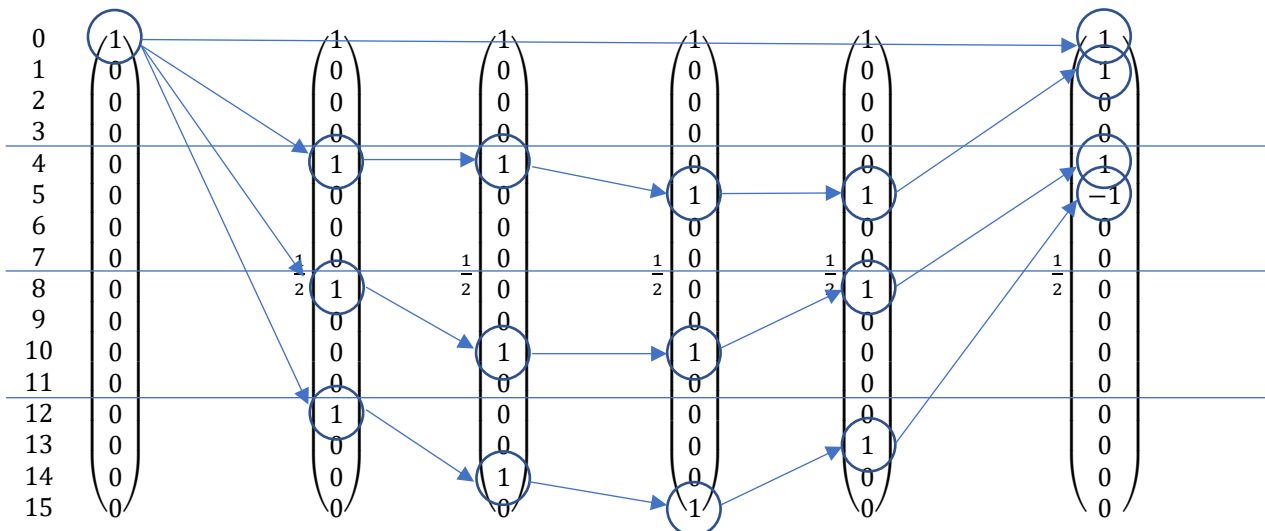 0 1 1 1 1 1 1
1 0 0 0 0 0 1
2 0 0 0 0 0 0
3 0 0 0 0 0 0
4 0 1 1 0 0 1
5 0 0 0 1 1 −1
6 0 0 0 0 0 0
7 0 0 0 0 0 0
1/2 1/2 1/2 1/2 1/2
8 0 1 0 0 1 0
9 0 0 0 0 0 0
10 0 0 1 1 0 0
11 0 0 0 0 0 0
12 0 1 0 0 0 0
13 0 0 0 0 1 0
14 0 0 1 0 0 0
15 0 0 0 1 0 0